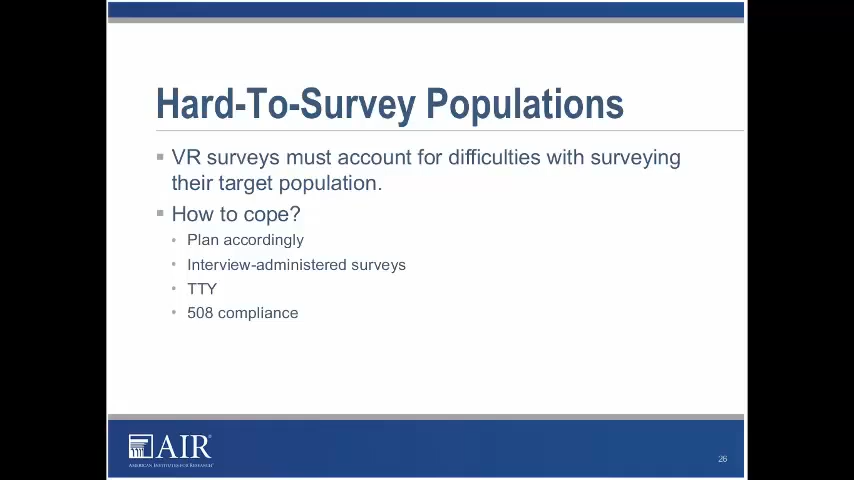 Hard-To-Survey Populations
VR surveys must account for difficulties with surveying
their target population.
How to cope?
Plan accordingly
Interview-administered surveys
TTY
508 compliance
AIR
AMERICAN INSTITUTES FOR RESEARCH
26